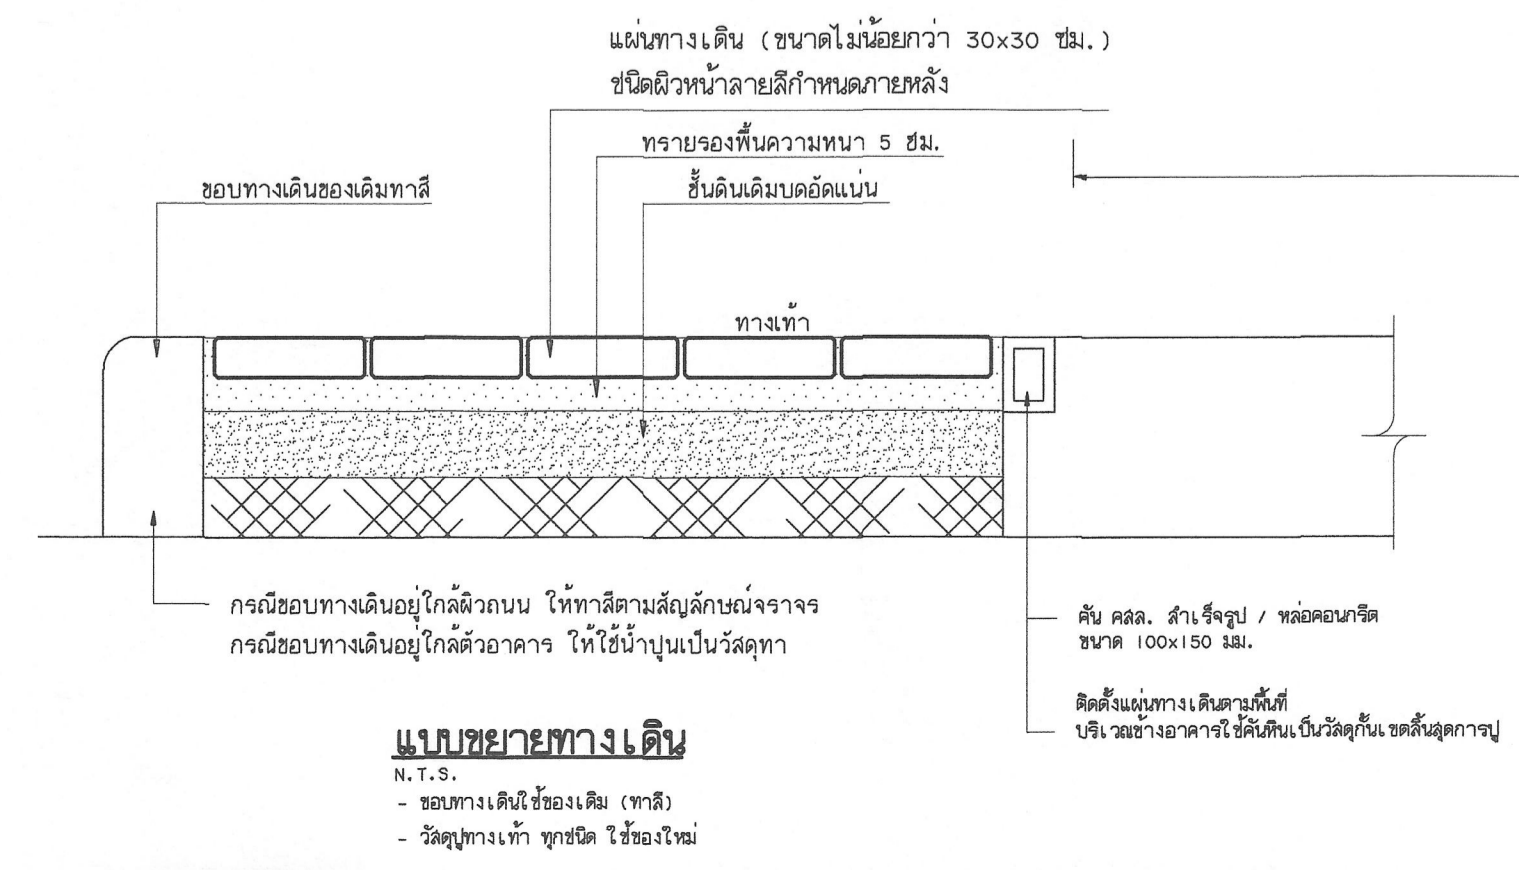 แผ่นทางเดิน (ขนาดไม่น้อยกว่า 30x30 ซม.)
ชนิดผิวหน้าลายสีกำหนดภายหลัง
ทรายรองพื้นความหนา 5 ซม.
ขอบทางเดินของเดิมทาสี
ชั้นดินเดิมบดอัดแน่น
ทางเท้า
กรณีขอบทางเดินอยู่ใกล้ผิวถนน ให้ทาสีตามสัญลักษณ์จราจร
กรณีขอบทางเดินอยู่ใกล้ตัวอาคาร ให้ใช้น้ำปูนเป็นวัสดุทา
คัน คสล. สำเร็จรูป / หล่อคอนกรีต
ขนาด 100x150 มม.
ติดตั้งแผ่นทางเดินตามพื้นที่
บริเวณข้างอาคารใช้คันหินเป็นวัสดุกั้นเขตสิ้นสุดการปู
แบบขยายทางเดิน
N.T.S.
- ขอบทางเดินใช้ของเดิม (ทาสี)
- วัสดุปูทางเท้า ทุกชนิด ใช้ของใหม่